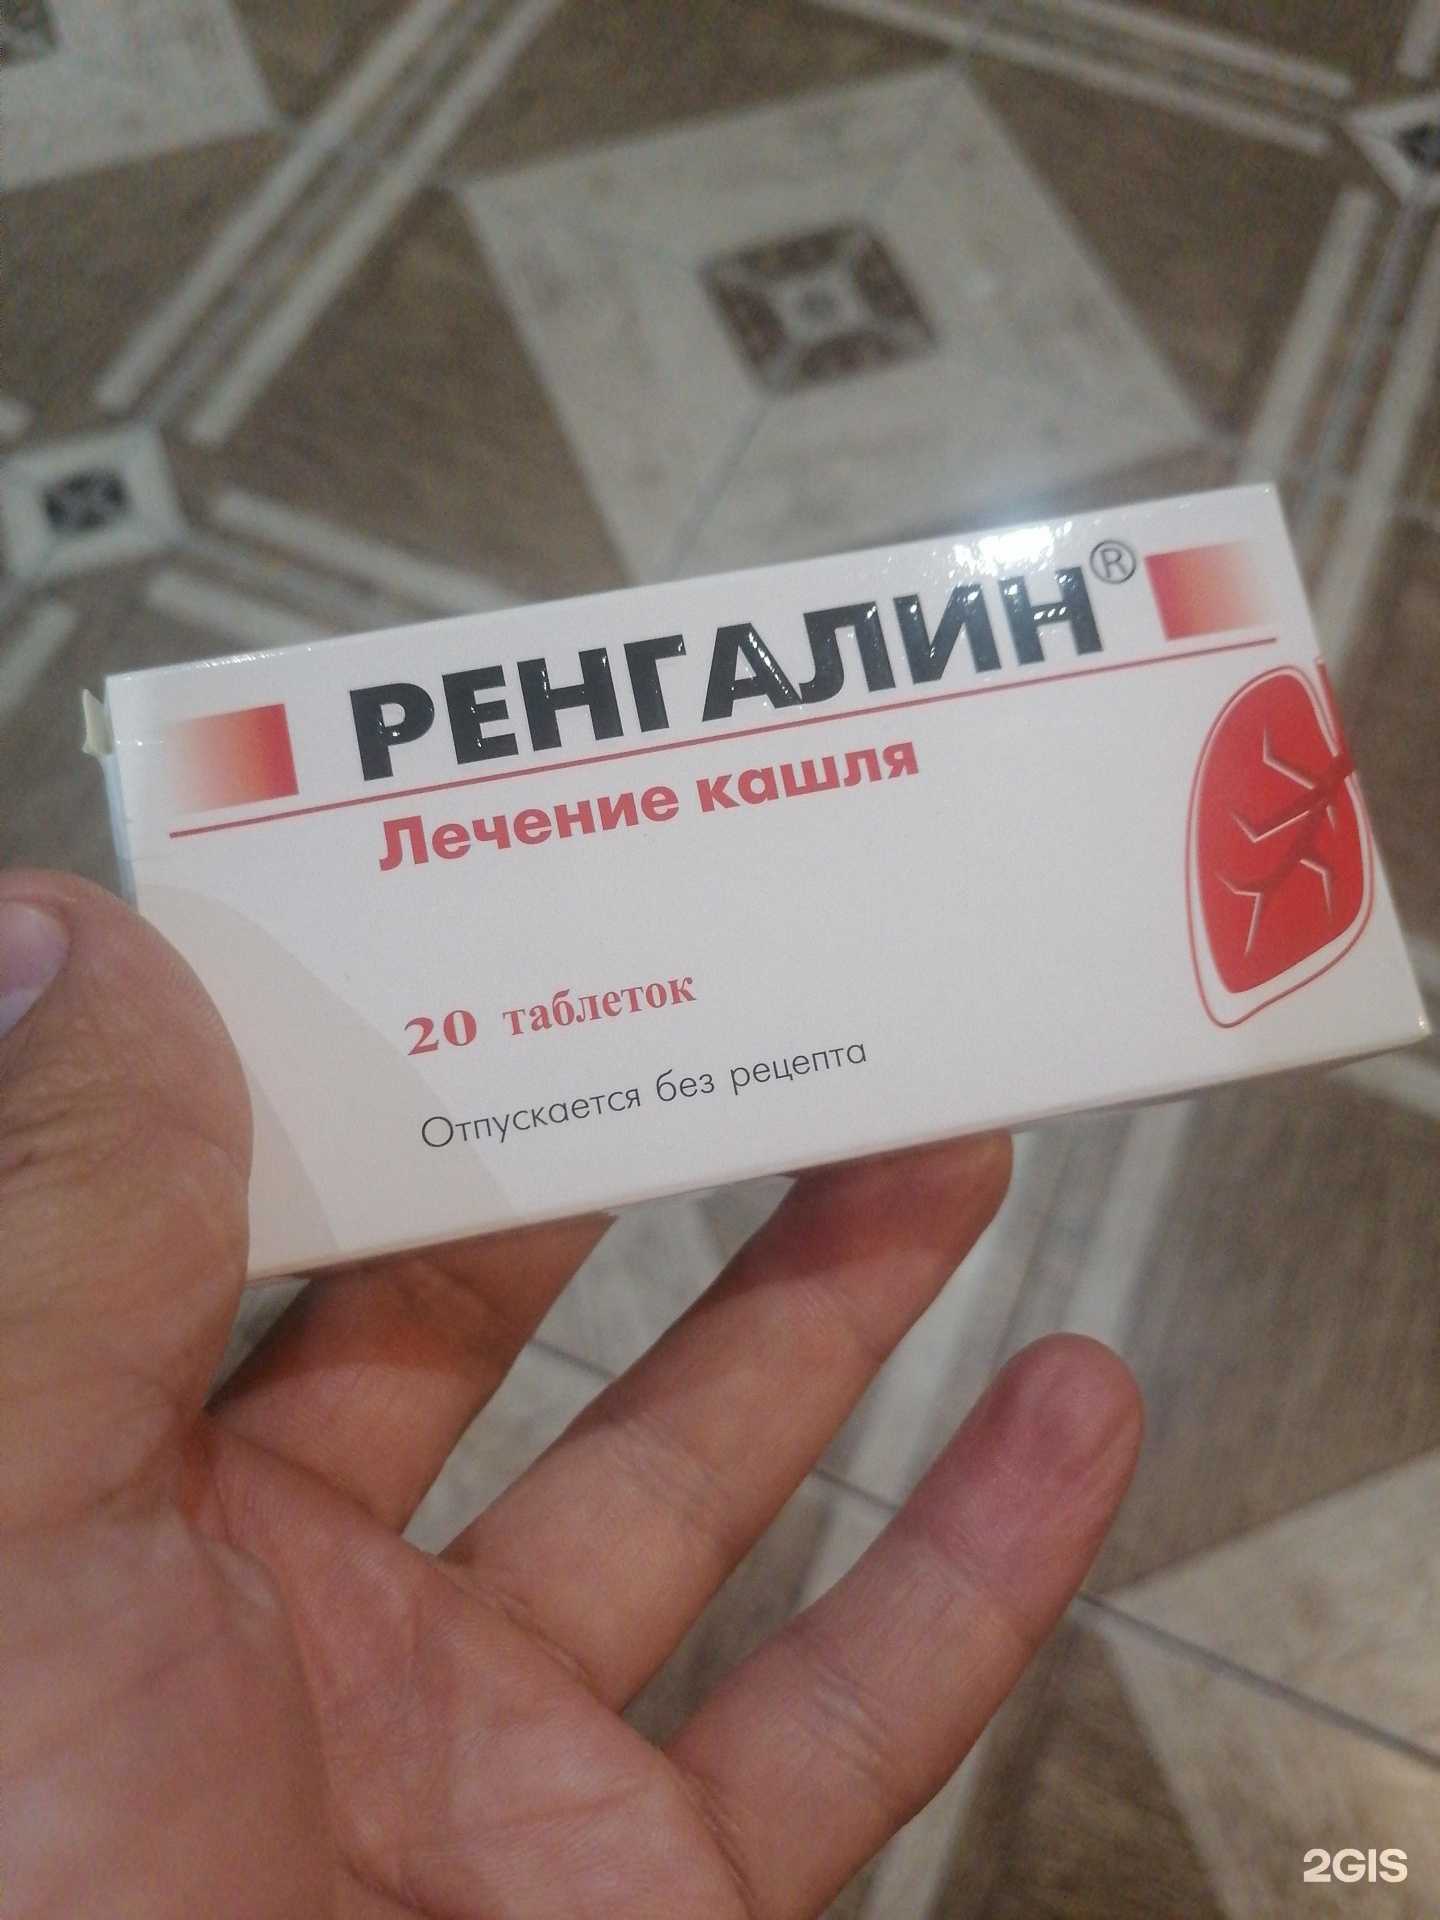 РЕНГАЛИН®
Лечение кашля
20 таблеток
Отпускается без рецепта
2GIS